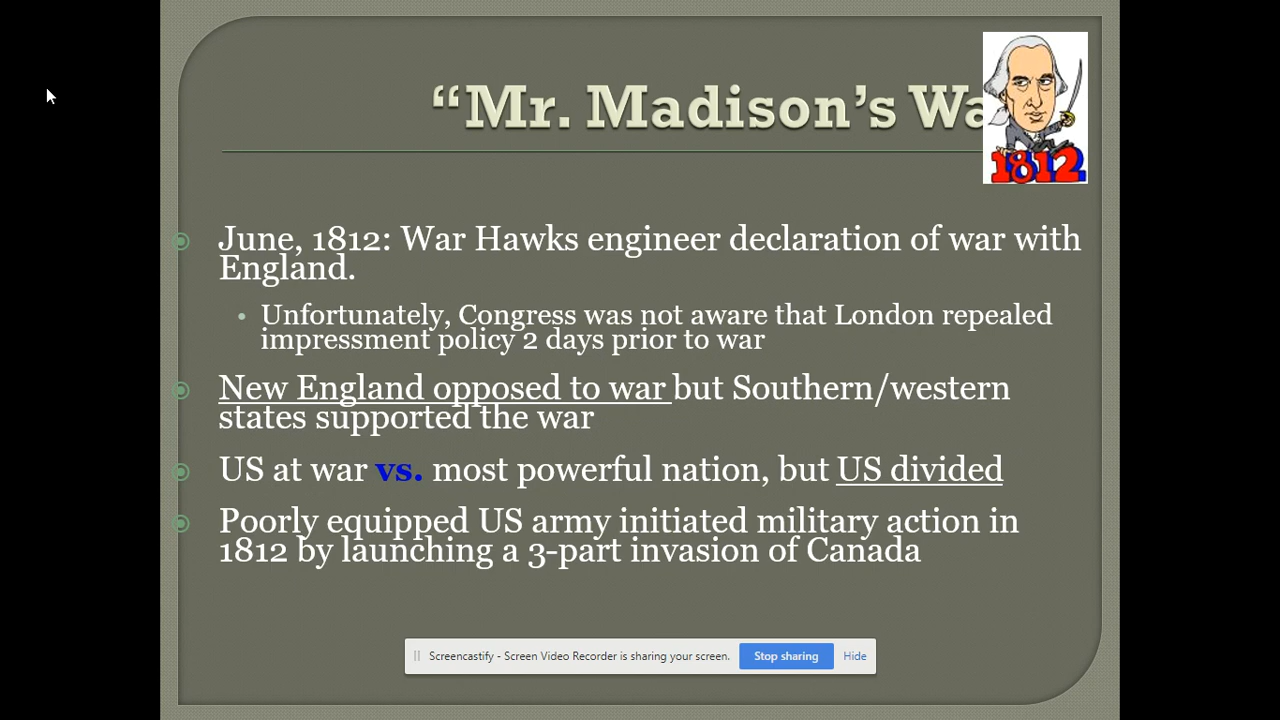 “Mr. Madison’s Wa
1812
June, 1812: War Hawks engineer declaration of war with
England.
Unfortunately, Congress was not aware that London repealed
impressment policy 2 days prior to war
New England opposed to war but Southern/western
states supported the war
US at war vs. most powerful nation, but US divided
Poorly equipped US army initiated military action in
1812 by launching a 3-part invasion of Canada
Screencastify - Screen Video Recorder is sharing your screen. Stop sharing Hide